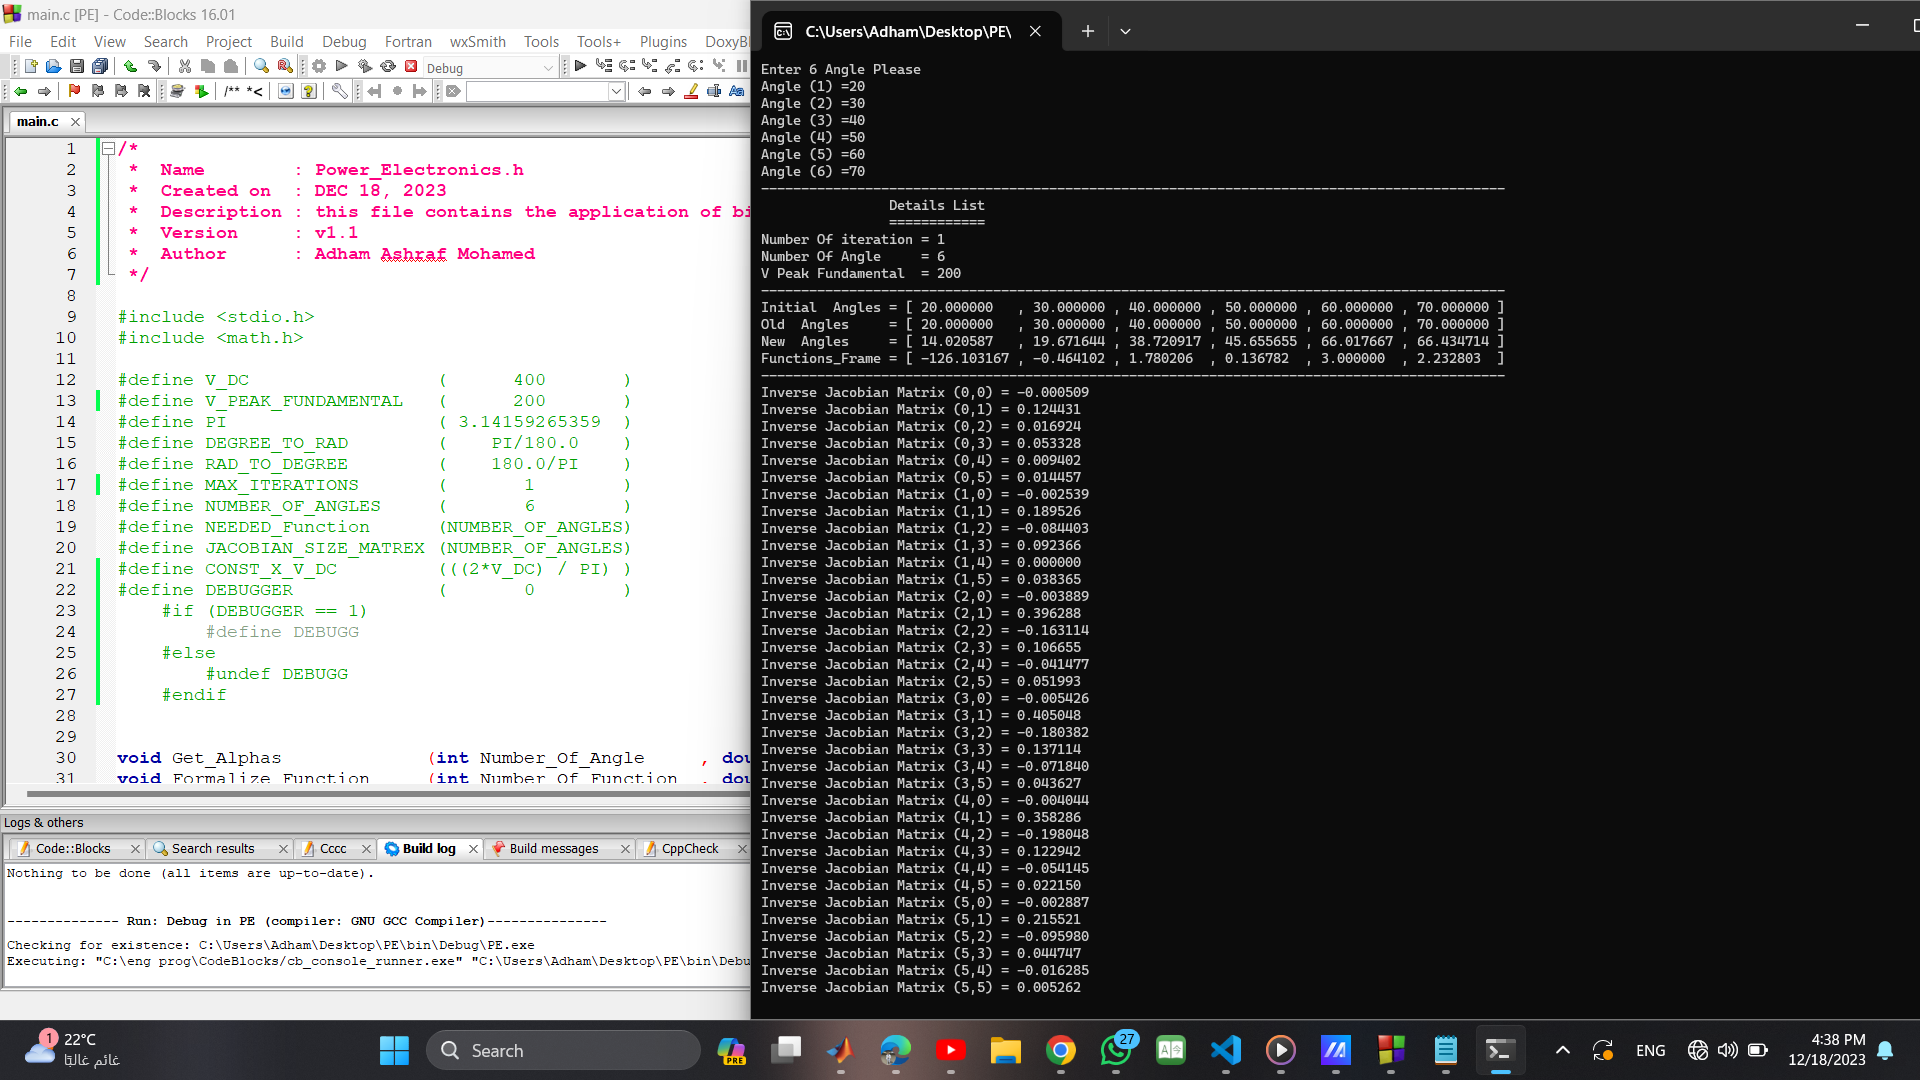 main.c [PE] - Code::Blocks 16.01
File Edit View Search Project Build Debug Fortran wxSmith Tools Tools+ Plugins DoxyBl
Debug
/** *<
main.c
1 /*
2  *  Name        : Power_Electronics.h
3  *  Created on  : DEC 18, 2023
4  *  Description : this file contains the application of bi
5  *  Version     : v1.1
6  *  Author      : Adham Ashraf Mohamed
7  */
8
9 #include <stdio.h>
10 #include <math.h>
11
12 #define V_DC                 (      400       )
13 #define V_PEAK_FUNDAMENTAL   (      200       )
14 #define PI                   ( 3.14159265359  )
15 #define DEGREE_TO_RAD        (    PI/180.0    )
16 #define RAD_TO_DEGREE        (    180.0/PI    )
17 #define MAX_ITERATIONS       (       1        )
18 #define NUMBER_OF_ANGLES     (       6        )
19 #define NEEDED_Function      (NUMBER_OF_ANGLES)
20 #define JACOBIAN_SIZE_MATREX (NUMBER_OF_ANGLES)
21 #define CONST_X_V_DC         (((2*V_DC) / PI) )
22 #define DEBUGGER             (       0        )
23     #if (DEBUGGER == 1)
24         #define DEBUGG
25     #else
26         #undef DEBUGG
27     #endif
28
29
30 void Get_Alphas             (int Number_Of_Angle     , dou
31 void Formalize_Function     (int Number_Of_Function  , dou
Logs & others
Code::Blocks Search results Cccc Build log Build messages CppCheck
Nothing to be done (all items are up-to-date).
-------------- Run: Debug in PE (compiler: GNU GCC Compiler)---------------
Checking for existence: C:\Users\Adham\Desktop\PE\bin\Debug\PE.exe
Executing: "C:\eng prog\CodeBlocks/cb_console_runner.exe" "C:\Users\Adham\Desktop\PE\bin\Debu
C:\Users\Adham\Desktop\PE\
Enter 6 Angle Please
Angle (1) =20
Angle (2) =30
Angle (3) =40
Angle (4) =50
Angle (5) =60
Angle (6) =70
---------------------------------------------------------------------------------------------
Details List
============
Number Of iteration = 1
Number Of Angle     = 6
V Peak Fundamental  = 200
---------------------------------------------------------------------------------------------
Initial  Angles = [ 20.000000   , 30.000000 , 40.000000 , 50.000000 , 60.000000 , 70.000000 ]
Old  Angles     = [ 20.000000   , 30.000000 , 40.000000 , 50.000000 , 60.000000 , 70.000000 ]
New  Angles     = [ 14.020587   , 19.671644 , 38.720917 , 45.655655 , 66.017667 , 66.434714 ]
Functions_Frame = [ -126.103167 , -0.464102 , 1.780206  , 0.136782  , 3.000000  , 2.232803  ]
---------------------------------------------------------------------------------------------
Inverse Jacobian Matrix (0,0) = -0.000509
Inverse Jacobian Matrix (0,1) = 0.124431
Inverse Jacobian Matrix (0,2) = 0.016924
Inverse Jacobian Matrix (0,3) = 0.053328
Inverse Jacobian Matrix (0,4) = 0.009402
Inverse Jacobian Matrix (0,5) = 0.014457
Inverse Jacobian Matrix (1,0) = -0.002539
Inverse Jacobian Matrix (1,1) = 0.189526
Inverse Jacobian Matrix (1,2) = -0.084403
Inverse Jacobian Matrix (1,3) = 0.092366
Inverse Jacobian Matrix (1,4) = 0.000000
Inverse Jacobian Matrix (1,5) = 0.038365
Inverse Jacobian Matrix (2,0) = -0.003889
Inverse Jacobian Matrix (2,1) = 0.396288
Inverse Jacobian Matrix (2,2) = -0.163114
Inverse Jacobian Matrix (2,3) = 0.106655
Inverse Jacobian Matrix (2,4) = -0.041477
Inverse Jacobian Matrix (2,5) = 0.051993
Inverse Jacobian Matrix (3,0) = -0.005426
Inverse Jacobian Matrix (3,1) = 0.405048
Inverse Jacobian Matrix (3,2) = -0.180382
Inverse Jacobian Matrix (3,3) = 0.137114
Inverse Jacobian Matrix (3,4) = -0.071840
Inverse Jacobian Matrix (3,5) = 0.043627
Inverse Jacobian Matrix (4,0) = -0.004044
Inverse Jacobian Matrix (4,1) = 0.358286
Inverse Jacobian Matrix (4,2) = -0.198048
Inverse Jacobian Matrix (4,3) = 0.122942
Inverse Jacobian Matrix (4,4) = -0.054145
Inverse Jacobian Matrix (4,5) = 0.022150
Inverse Jacobian Matrix (5,0) = -0.002887
Inverse Jacobian Matrix (5,1) = 0.215521
Inverse Jacobian Matrix (5,2) = -0.095980
Inverse Jacobian Matrix (5,3) = 0.044747
Inverse Jacobian Matrix (5,4) = -0.016285
Inverse Jacobian Matrix (5,5) = 0.005262
1
22°C
غائم غالبًا
Search
PRE
27
ENG
4:38 PM
12/18/2023